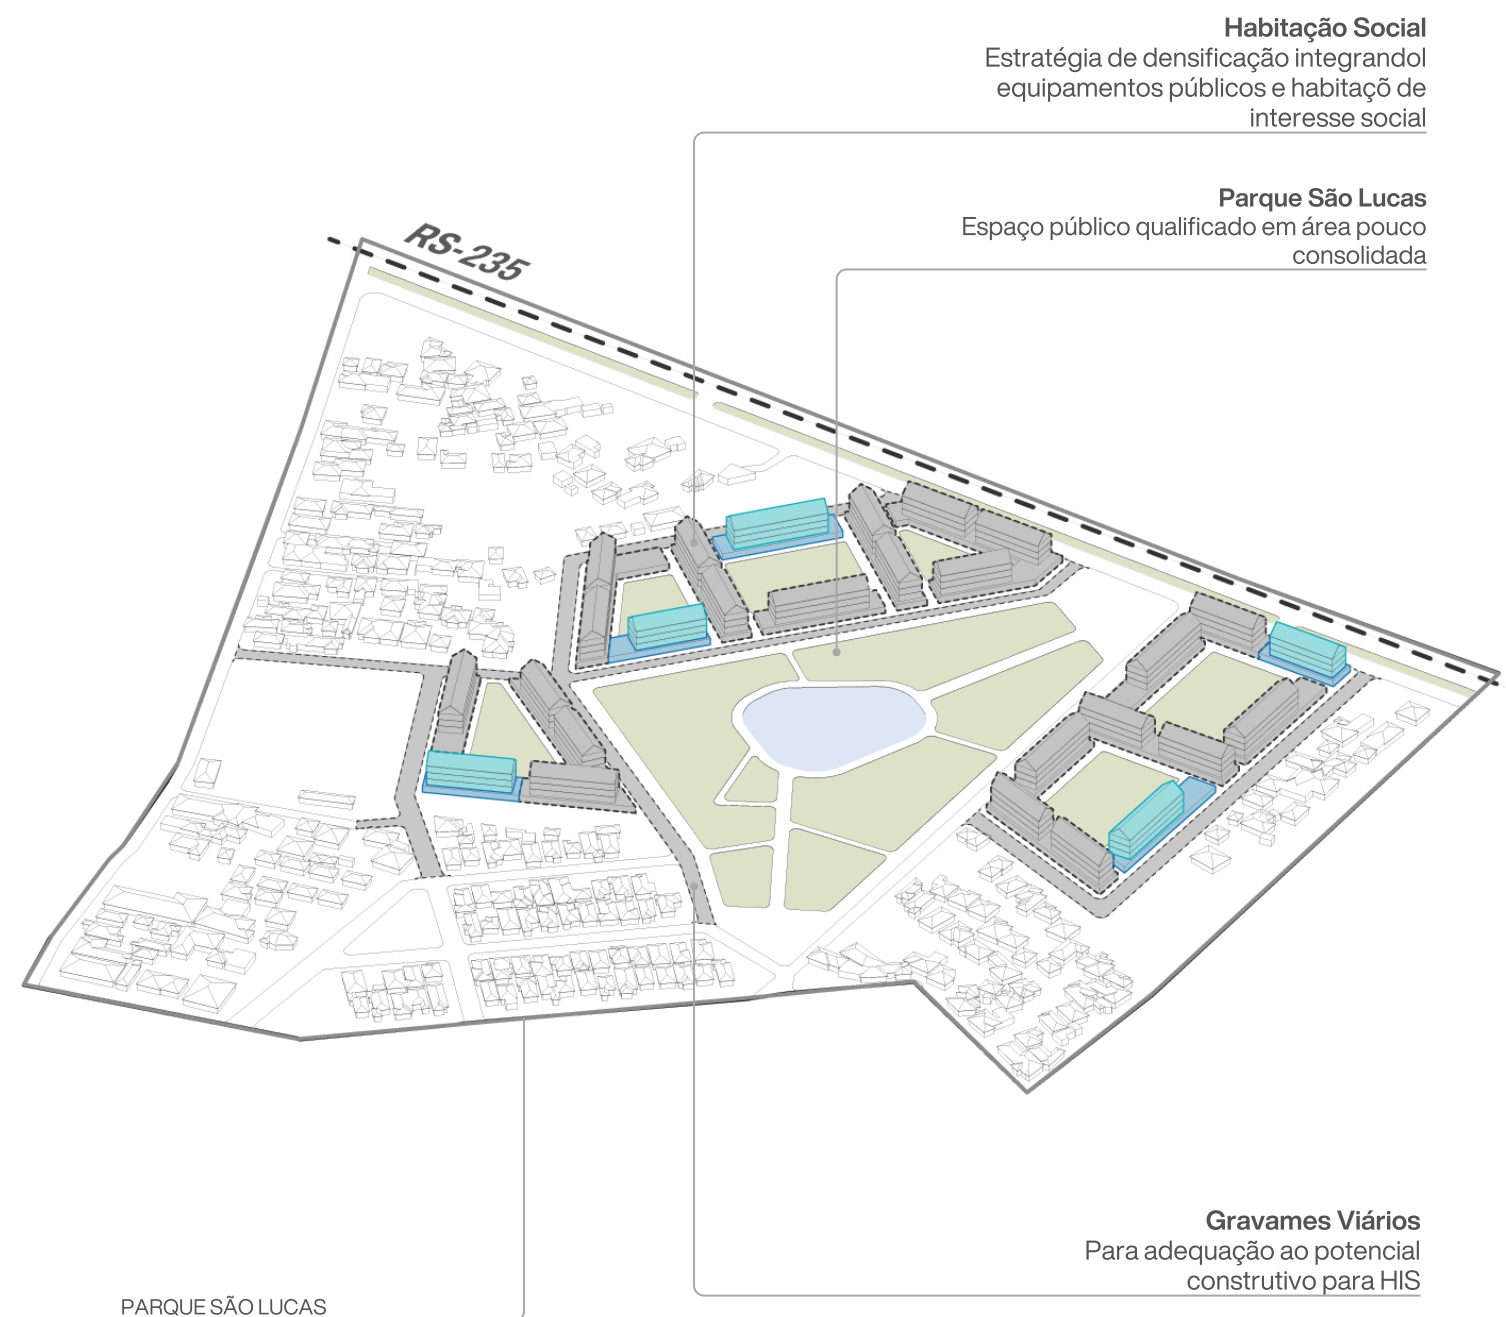 Habitação Social
Estratégia de densificação integrandol
equipamentos públicos e habitaçõ de
interesse social
Parque São Lucas
Espaço público qualificado em área pouco
consolidada
RS-235
Gravames Viários
Para adequação ao potencial
construtivo para HIS
PARQUE SÃO LUCAS